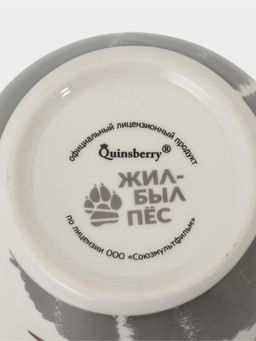 официальный лицензионный продукт
Quinsberry®
ЖИЛ-
БЫЛ
ПЁС
по лицензии ООО «Союзмультфильм»